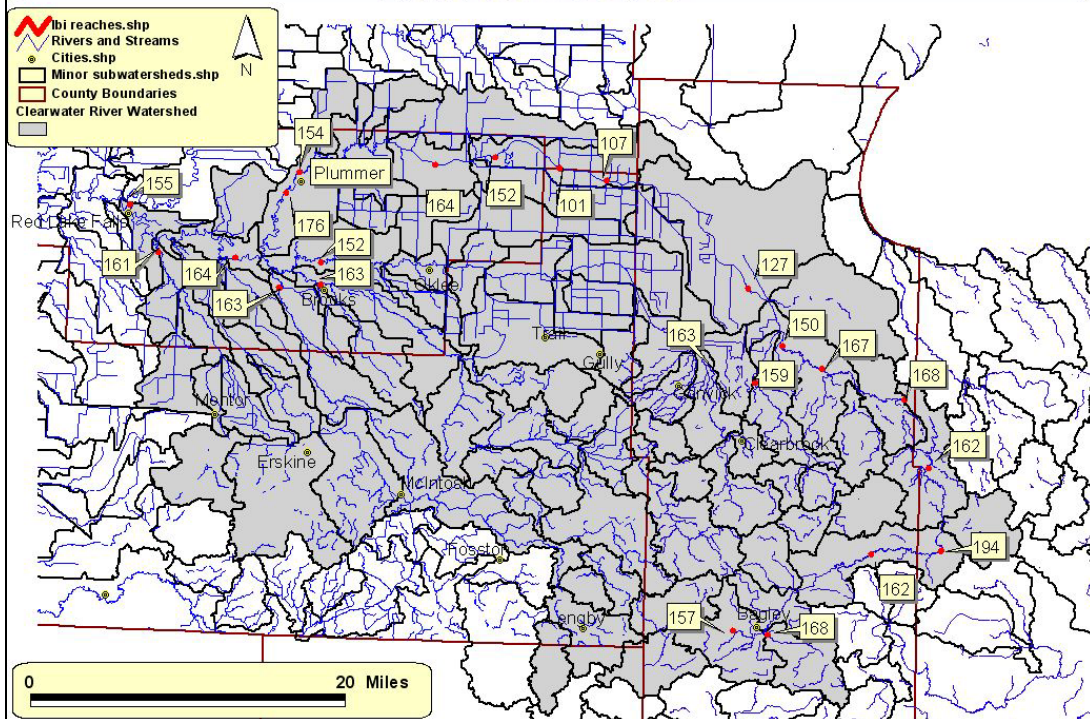 Ibi reaches.shp
Rivers and Streams
Cities.shp
Minor subwatersheds.shp
County Boundaries
Clearwater River Watershed
N
154
107
Plummer
155
164
152
101
Red Lake Falls
176
152
161
164
163
Oklee
127
163
Brooks
150
Trail
163
Gully
167
159
168
Gonvick
Mentor
Clearbrook
162
Erskine
McIntosh
Fosston
194
162
157
Bagley
168
Lengby
0
20 Miles